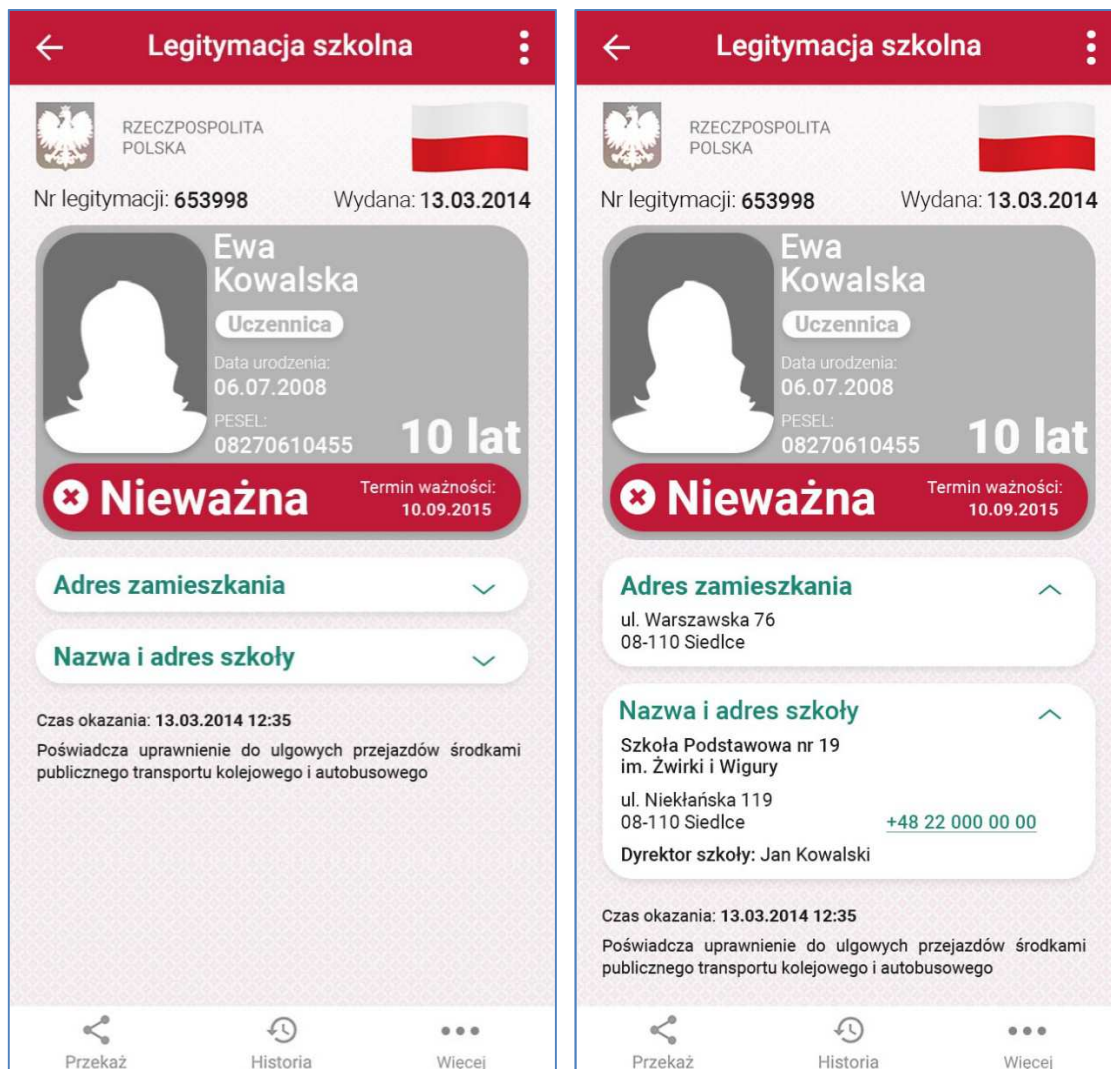 Legitymacja szkolna
RZECZPOSPOLITA
POLSKA
Nr legitymacji: 653998 Wydana: 13.03.2014
Ewa
Kowalska
Uczennica
Data urodzenia:
06.07.2008
PESEL:
08270610455
10 lat
Nieważna
Termin ważności:
10.09.2015
Adres zamieszkania
Nazwa i adres szkoły
Czas okazania: 13.03.2014 12:35
Poświadcza uprawnienie do ulgowych przejazdów środkami
publicznego transportu kolejowego i autobusowego
Przekaż Historia Więcej
Legitymacja szkolna
RZECZPOSPOLITA
POLSKA
Nr legitymacji: 653998 Wydana: 13.03.2014
Ewa
Kowalska
Uczennica
Data urodzenia:
06.07.2008
PESEL:
08270610455
10 lat
Nieważna
Termin ważności:
10.09.2015
Adres zamieszkania
ul. Warszawska 76
08-110 Siedlce
Nazwa i adres szkoły
Szkoła Podstawowa nr 19
im. Żwirki i Wigury
ul. Niekłańska 119
08-110 Siedlce +48 22 000 00 00
Dyrektor szkoły: Jan Kowalski
Czas okazania: 13.03.2014 12:35
Poświadcza uprawnienie do ulgowych przejazdów środkami
publicznego transportu kolejowego i autobusowego
Przekaż Historia Więcej